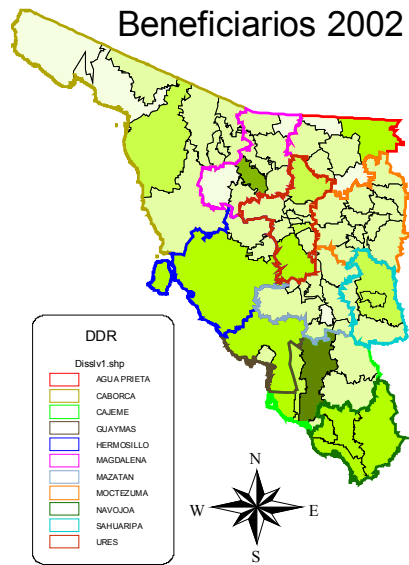 Beneficiarios 2002
DDR
Disslv1.shp
AGUA PRIETA
CABORCA
CAJEME
GUAYMAS
HERMOSILLO
MAGDALENA
MAZATAN
MOCTEZUMA
NAVOJOA
SAHUARIPA
URES
N
W E
S